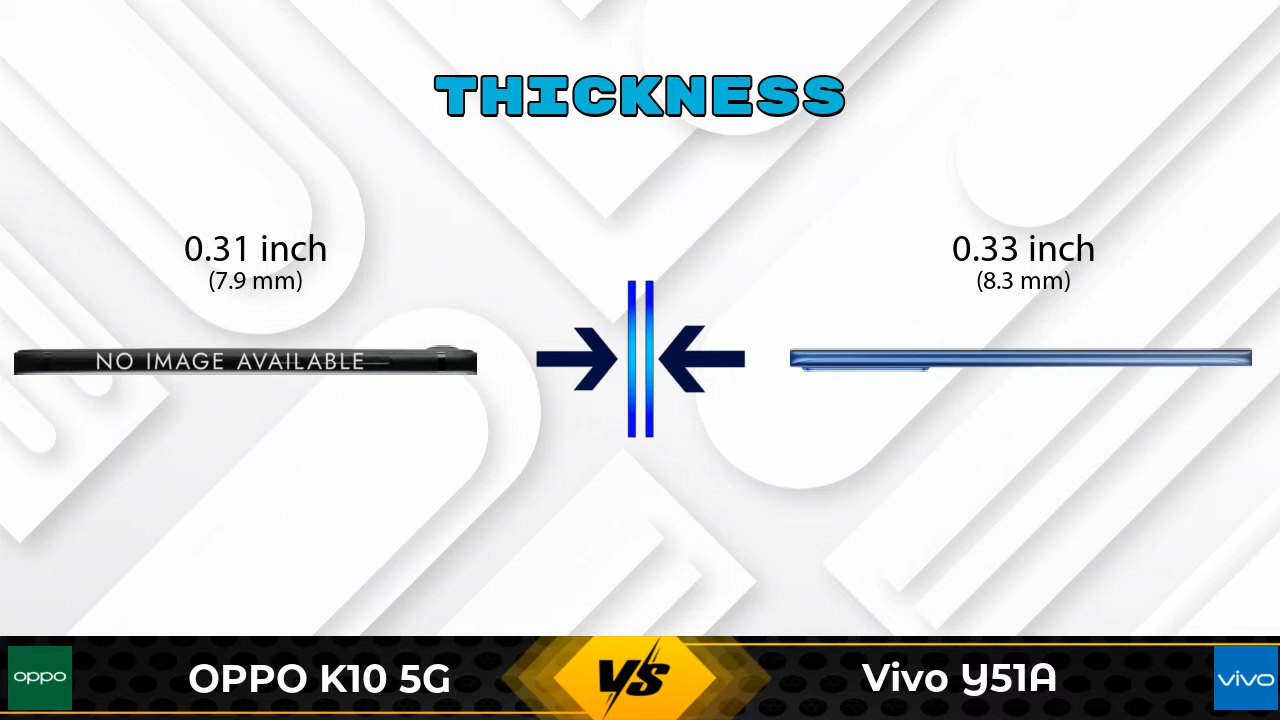 THICKNESS
0.31 inch
(7.9 mm)
0.33 inch
(8.3 mm)
NO IMAGE AVAILABLE
oppo
OPPO K10 5G
VS
Vivo Y51A
vivo